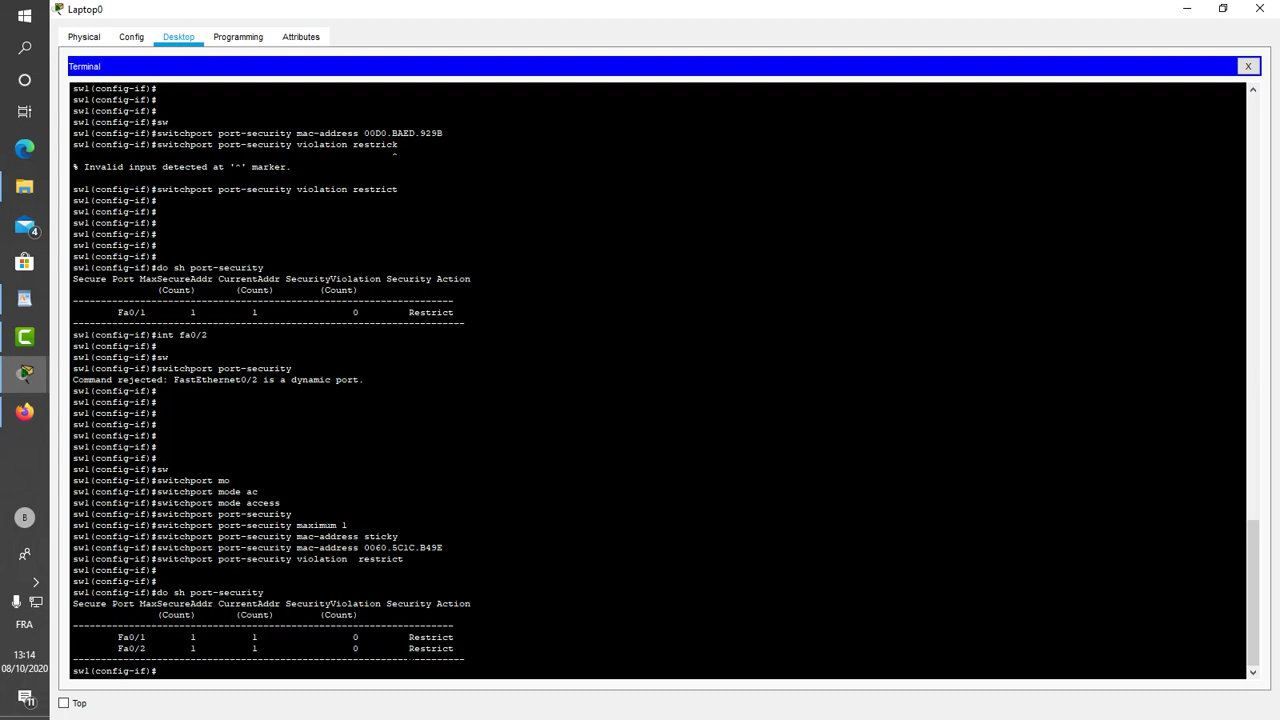 Laptop0
Physical Config Desktop Programming Attributes
Terminal
X
sw1(config-if)#
sw1(config-if)#
sw1(config-if)#
sw1(config-if)#sw
sw1(config-if)#switchport port-security mac-address 00D0.BAED.929B
sw1(config-if)#switchport port-security violation restrick
^
% Invalid input detected at '^' marker.
sw1(config-if)#switchport port-security violation restrict
sw1(config-if)#
sw1(config-if)#
sw1(config-if)#
sw1(config-if)#
sw1(config-if)#
sw1(config-if)#
sw1(config-if)#do sh port-security
Secure Port MaxSecureAddr CurrentAddr SecurityViolation Security Action
(Count) (Count) (Count)
--------------------------------------------------------------------
Fa0/1 1 1 0 Restrict
----------------------------------------------------------------------
sw1(config-if)#int fa0/2
sw1(config-if)#
sw1(config-if)#sw
sw1(config-if)#switchport port-security
Command rejected: FastEthernet0/2 is a dynamic port.
sw1(config-if)#
sw1(config-if)#
sw1(config-if)#
sw1(config-if)#
sw1(config-if)#
sw1(config-if)#
sw1(config-if)#
sw1(config-if)#sw
sw1(config-if)#switchport mo
sw1(config-if)#switchport mode ac
sw1(config-if)#switchport mode access
sw1(config-if)#switchport port-security
sw1(config-if)#switchport port-security maximum 1
sw1(config-if)#switchport port-security mac-address sticky
sw1(config-if)#switchport port-security mac-address 0060.5C1C.B49E
sw1(config-if)#switchport port-security violation  restrict
sw1(config-if)#
sw1(config-if)#
sw1(config-if)#do sh port-security
Secure Port MaxSecureAddr CurrentAddr SecurityViolation Security Action
(Count) (Count) (Count)
--------------------------------------------------------------------
Fa0/1 1 1 0 Restrict
Fa0/2 1 1 0 Restrict
----------------------------------------------------------------------
sw1(config-if)#
Top
4
B
FRA
13:14
08/10/2020
11